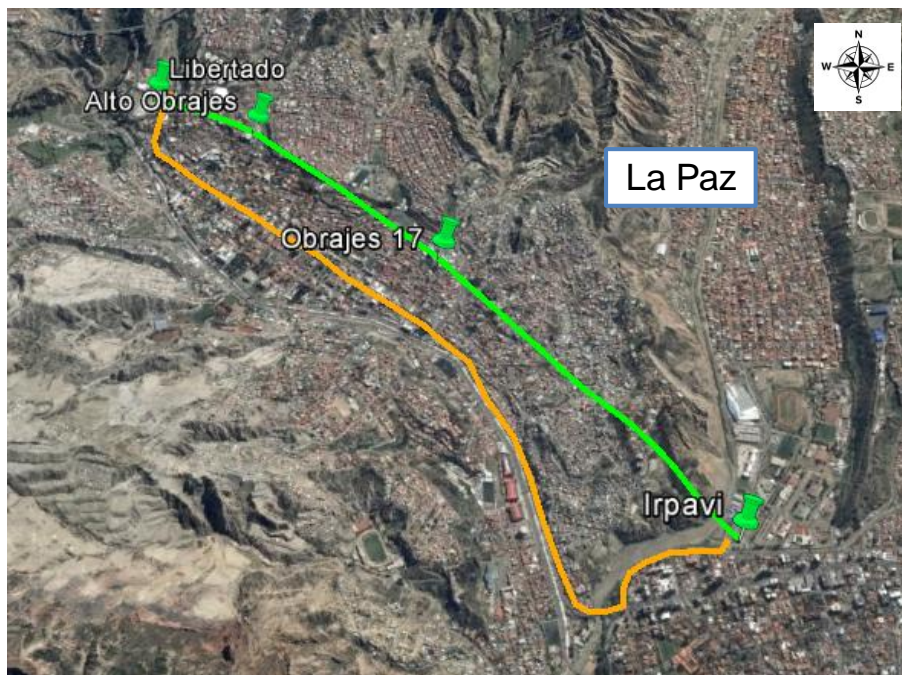 N
W E
S
Libertado
Alto Obrajes
La Paz
Obrajes 17
Irpavi